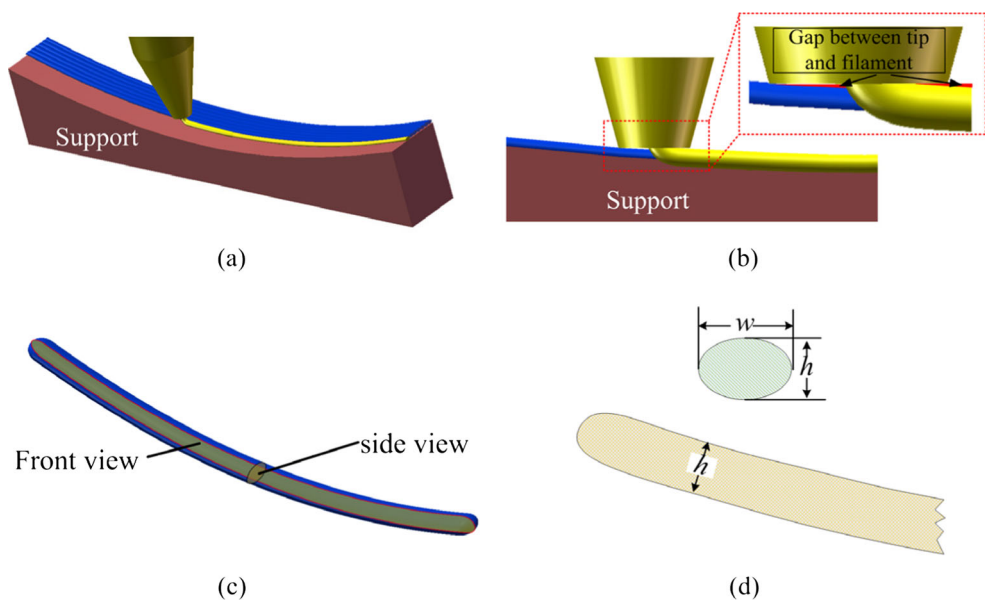 Support
(a)
Gap between tip
and filament
Support
(b)
Front view
side view
(c)
w
h
h
(d)